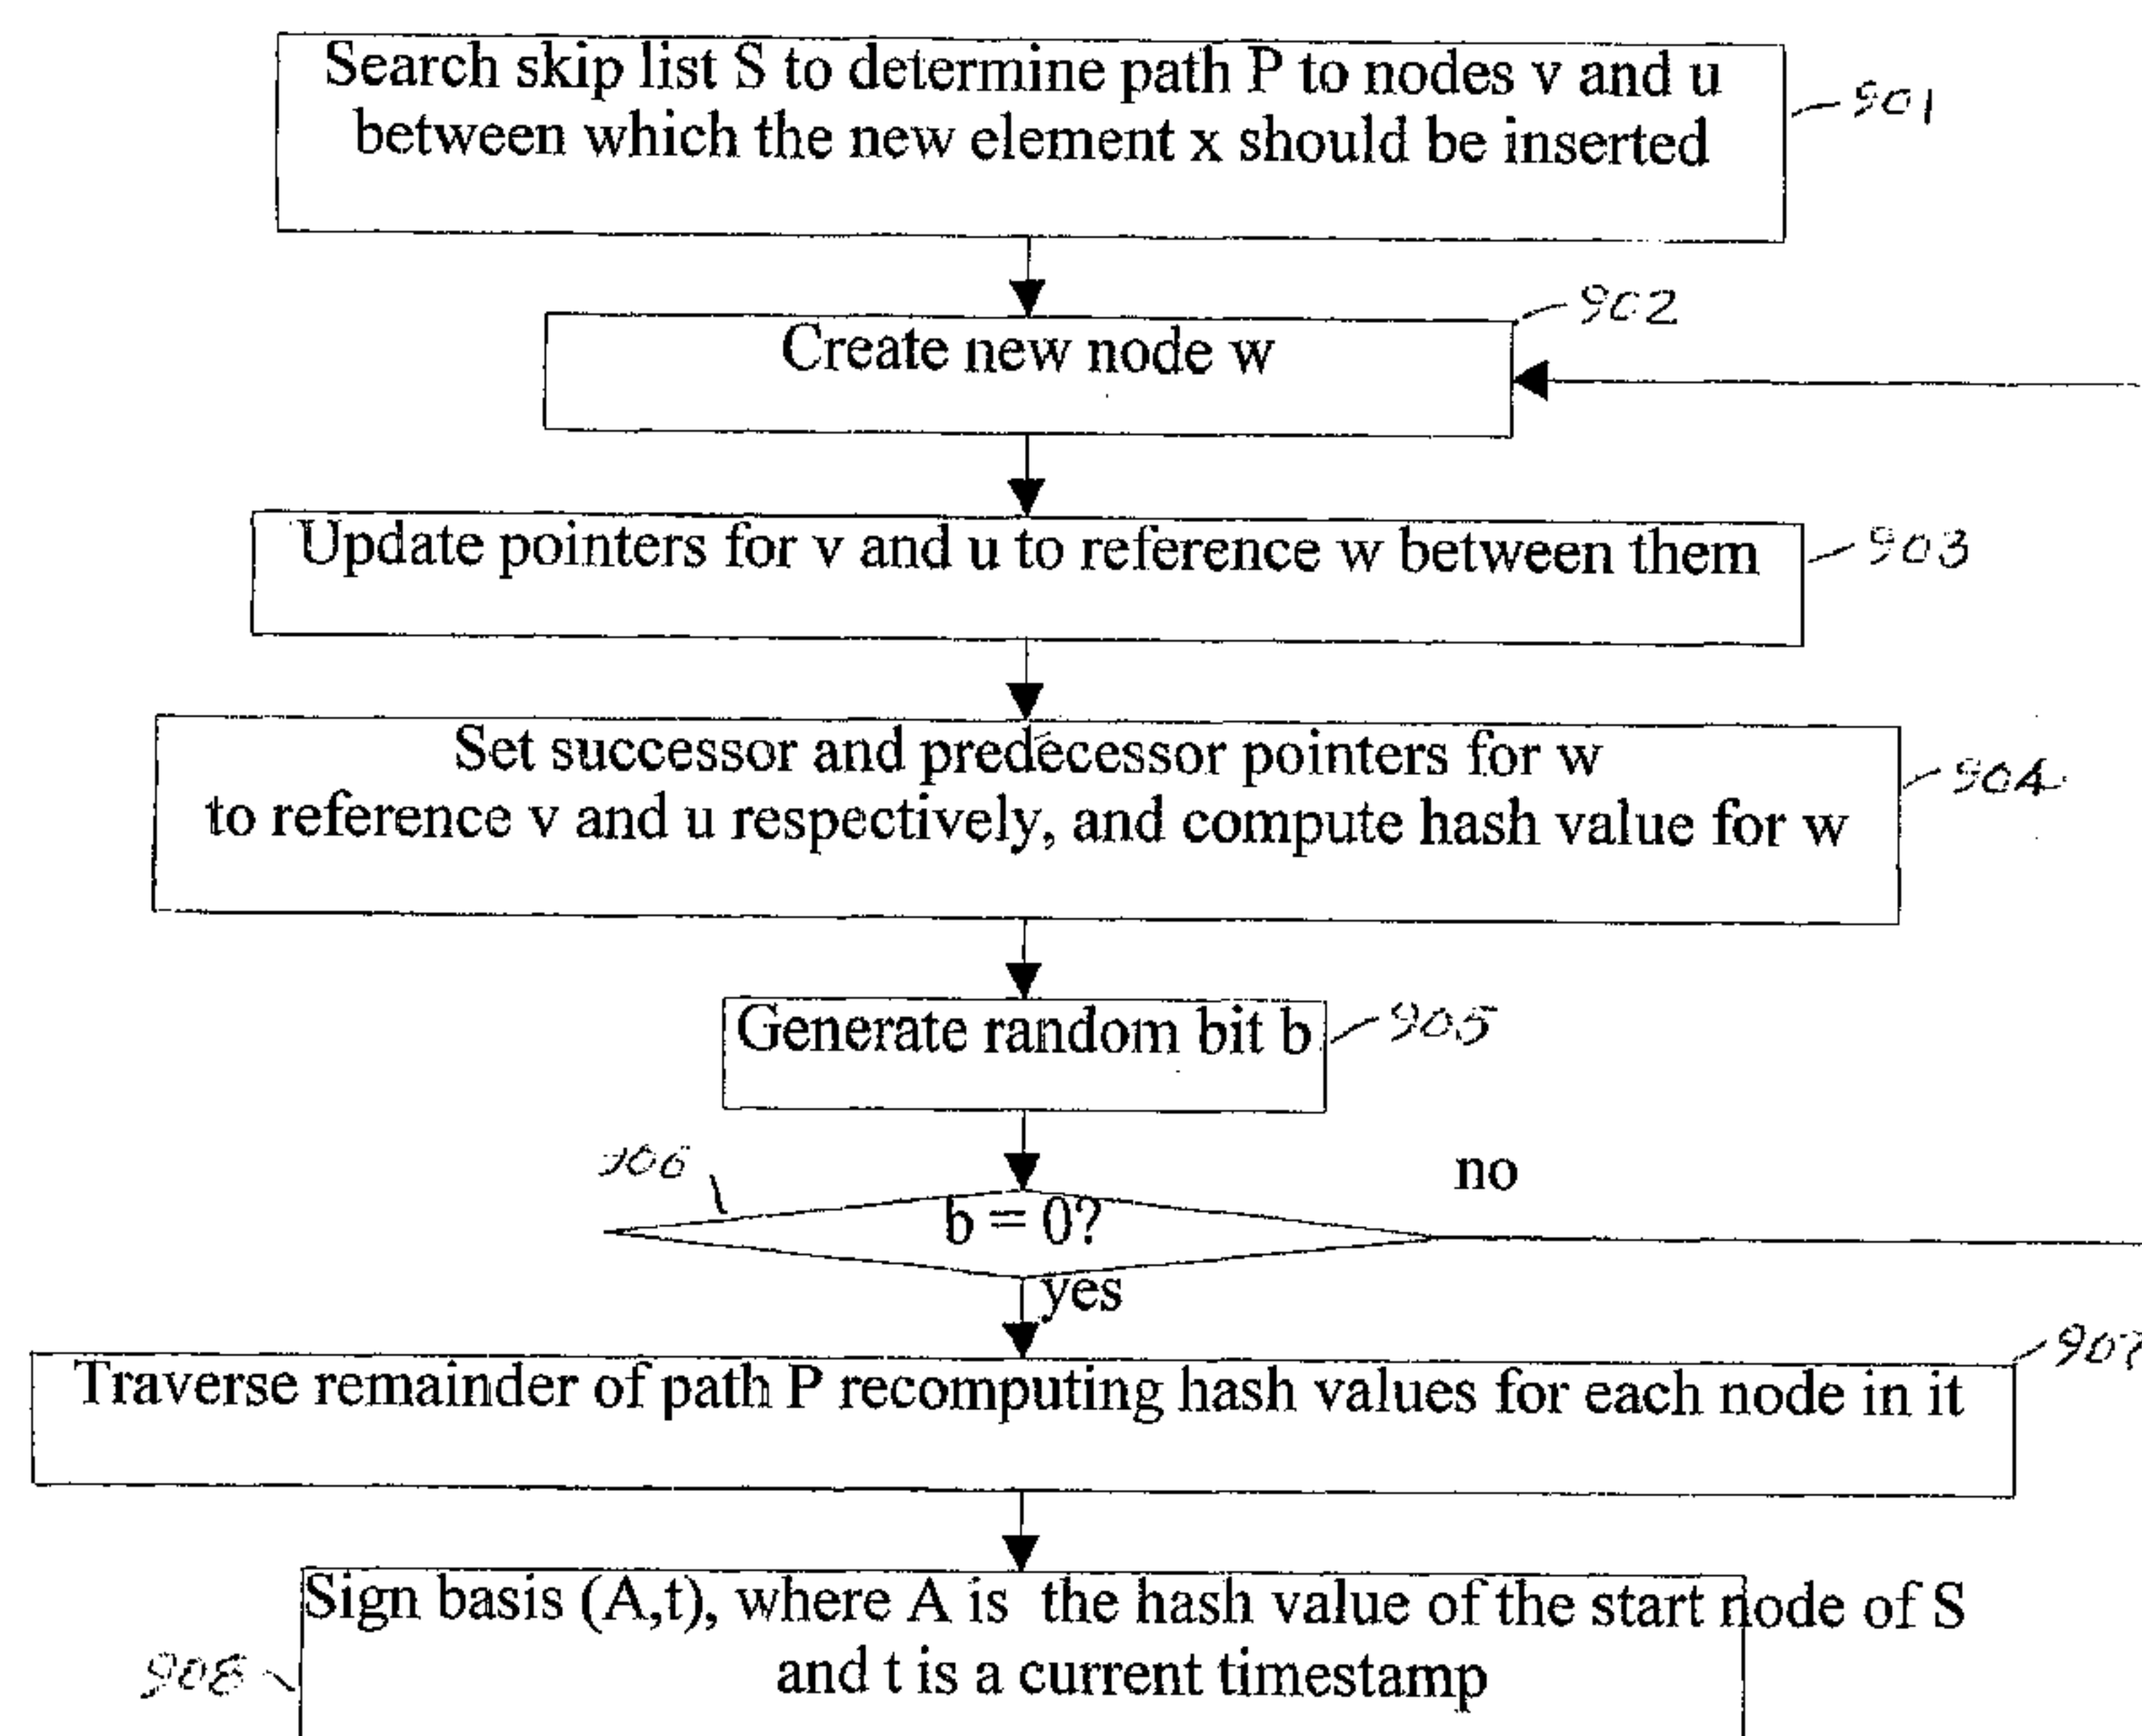 Search skip list S to determine path P to nodes v and u
between which the new element x should be inserted
901
902
Create new node w
Update pointers for v and u to reference w between them
903
Set successor and predecessor pointers for w
to reference v and u respectively, and compute hash value for w
904
Generate random bit b
905
906
no
b = 0?
yes
907
Traverse remainder of path P recomputing hash values for each node in it
Sign basis (A,t), where A is the hash value of the start node of S
and t is a current timestamp
908